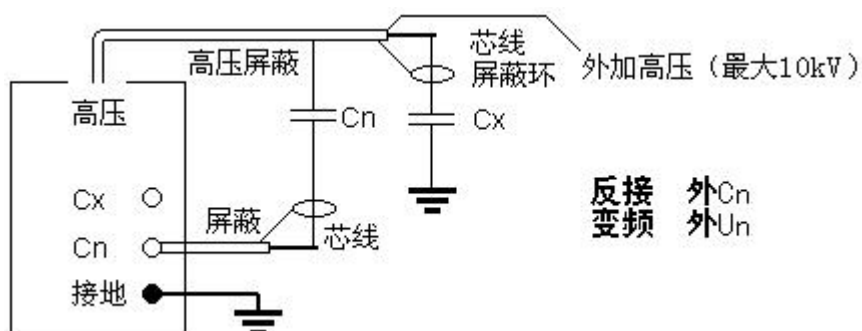 芯线
高压屏蔽
屏蔽环
外加高压（最大10kV）
高压
Cn
Cx
反接 外Cn
变频 外Un
Cx
屏蔽
芯线
Cn
接地